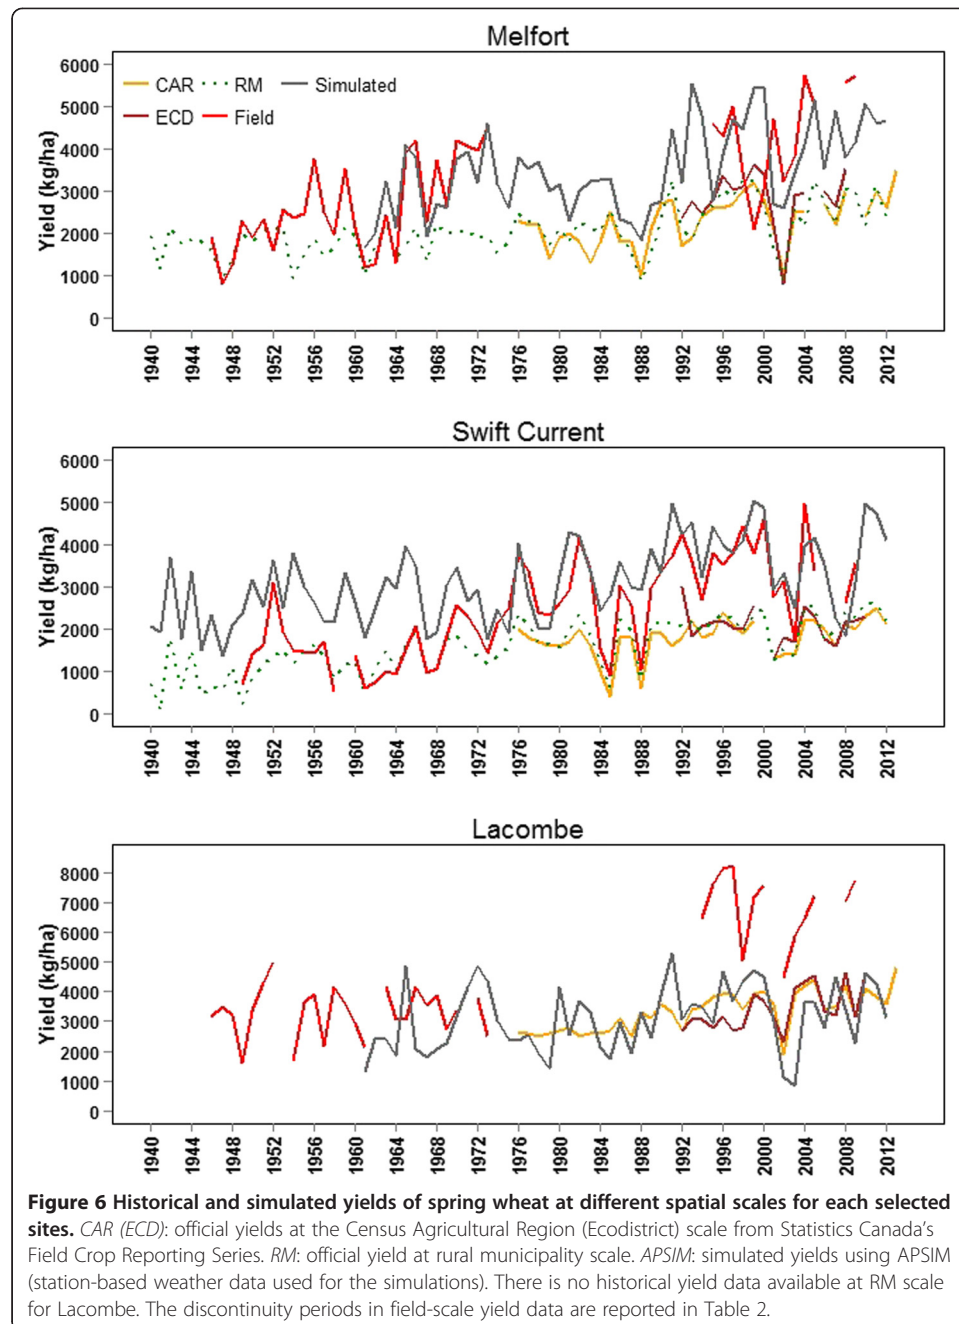 Melfort
6000
5000
4000
3000
2000
1000
0
Yield (kg/ha)
CAR RM Simulated
ECD Field
1940 1944 1948 1952 1956 1960 1964 1968 1972 1976 1980 1984 1988 1992 1996 2000 2004 2008 2012
Swift Current
6000
5000
4000
3000
2000
1000
0
Yield (kg/ha)
1940 1944 1948 1952 1956 1960 1964 1968 1972 1976 1980 1984 1988 1992 1996 2000 2004 2008 2012
Lacombe
8000
7000
6000
5000
4000
3000
2000
1000
0
Yield (kg/ha)
1940 1944 1948 1952 1956 1960 1964 1968 1972 1976 1980 1984 1988 1992 1996 2000 2004 2008 2012
Figure 6 Historical and simulated yields of spring wheat at different spatial scales for each selected
sites. CAR (ECD): official yields at the Census Agricultural Region (Ecodistrict) scale from Statistics Canada's
Field Crop Reporting Series. RM: official yield at rural municipality scale. APSIM: simulated yields using APSIM
(station-based weather data used for the simulations). There is no historical yield data available at RM scale
for Lacombe. The discontinuity periods in field-scale yield data are reported in Table 2.